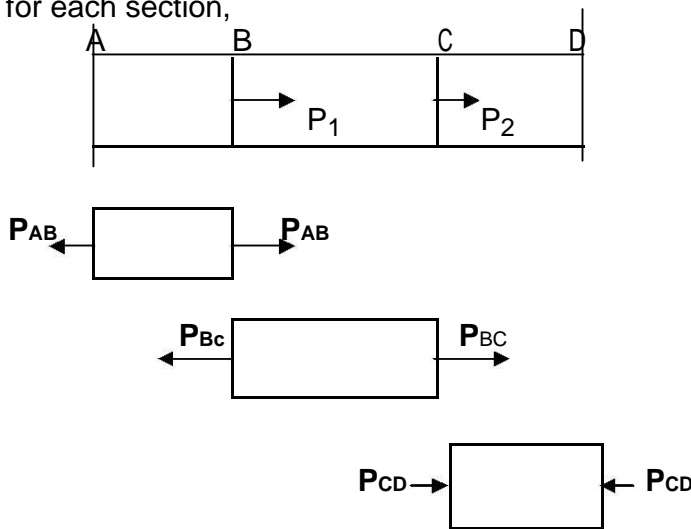 for each section,
A B C D
P1 P2
PAB PAB
PBc PBC
PCD PCD